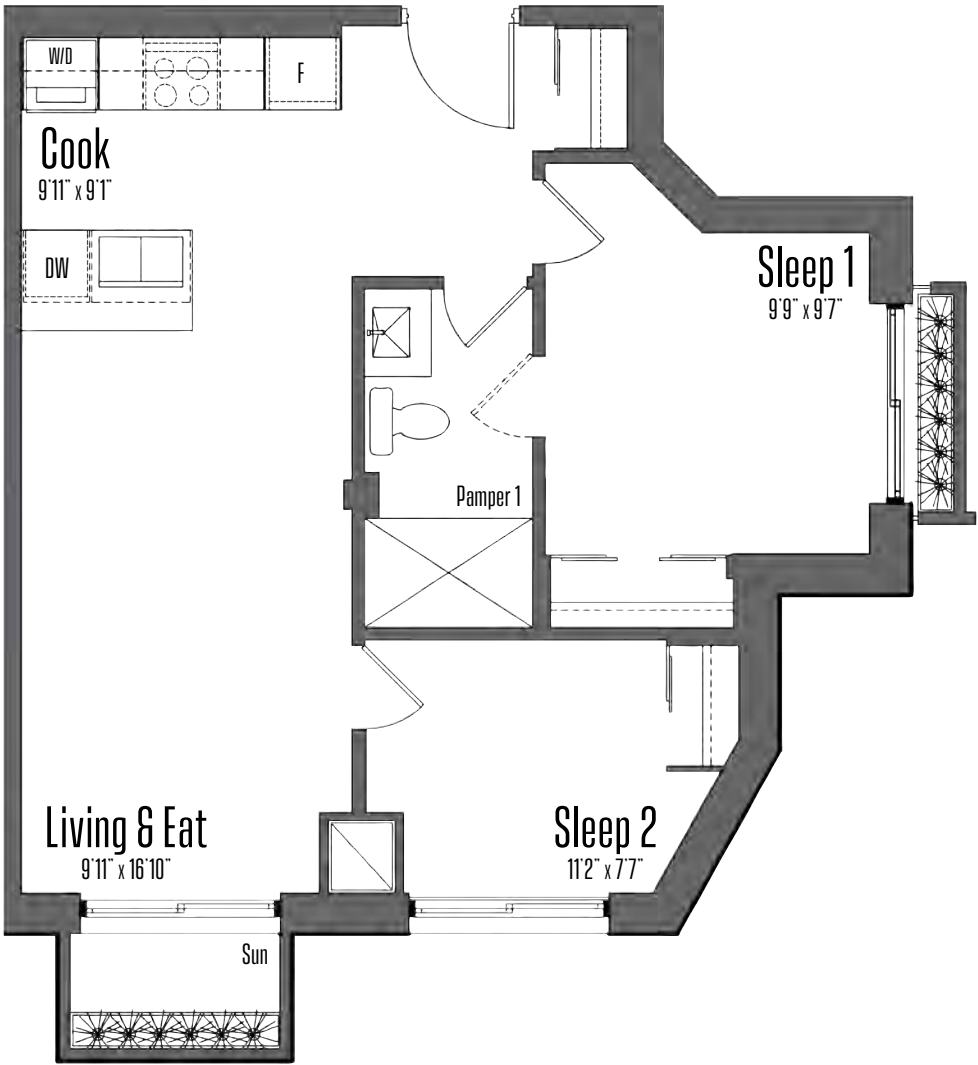 W/D
F
Cook
9'11" x 9'1"
DW
Sleep 1
9'9" x 9'7"
Pamper 1
Living & Eat
9'11" x 16'10"
Sleep 2
11'2" x 7'7"
Sun